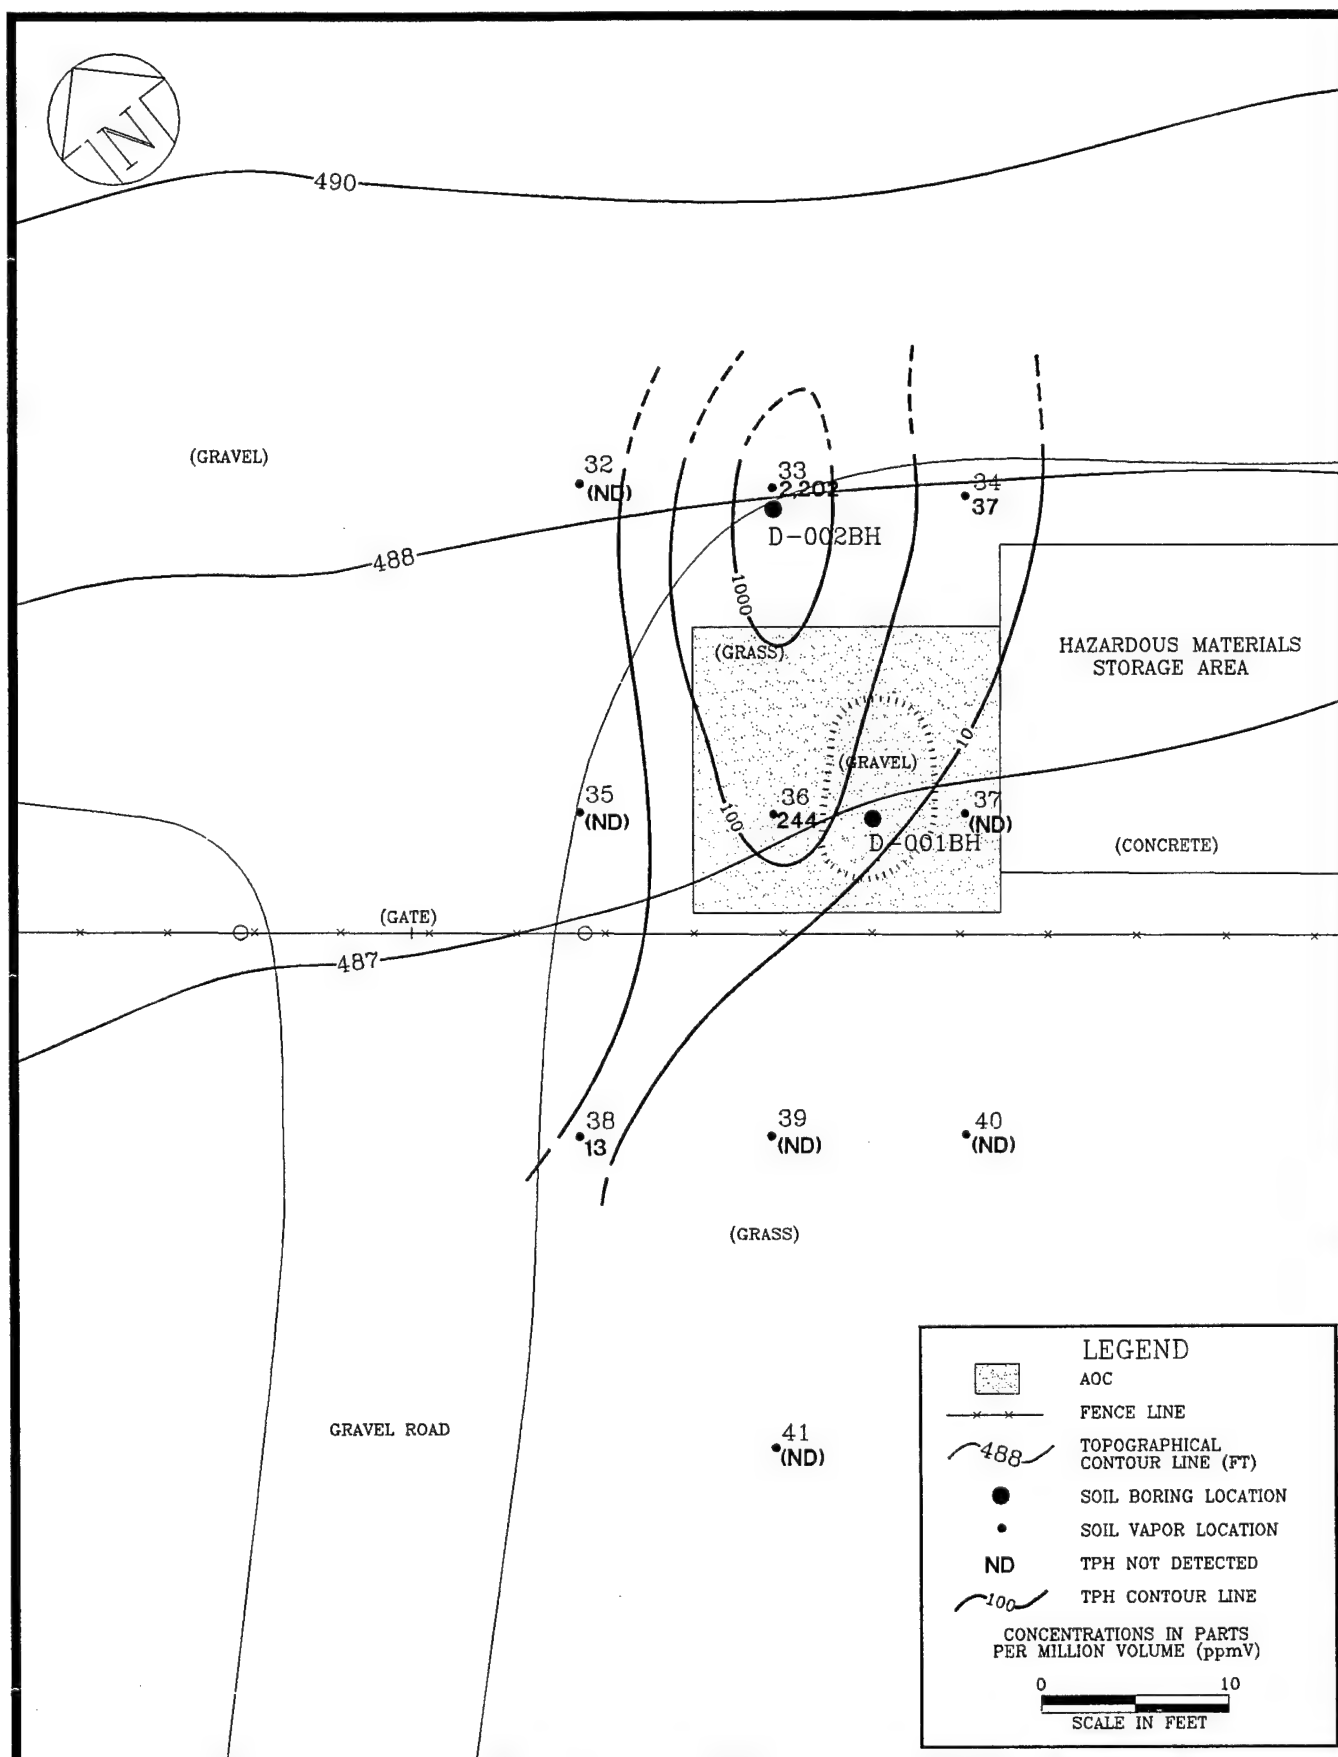 N
490
(GRAVEL)
32
(ND)
33
2,202
34
37
D-002BH
488
1000
(GRASS)
HAZARDOUS MATERIALS
STORAGE AREA
10
(GRAVEL)
35
(ND)
36
244
37
(ND)
100
D-001BH
(CONCRETE)
(GATE)
487
38
13
39
(ND)
40
(ND)
(GRASS)
GRAVEL ROAD
41
(ND)
LEGEND
AOC
FENCE LINE
488
TOPOGRAPHICAL
CONTOUR LINE (FT)
SOIL BORING LOCATION
SOIL VAPOR LOCATION
ND
TPH NOT DETECTED
100
TPH CONTOUR LINE
CONCENTRATIONS IN PARTS
PER MILLION VOLUME (ppmV)
0 10
SCALE IN FEET